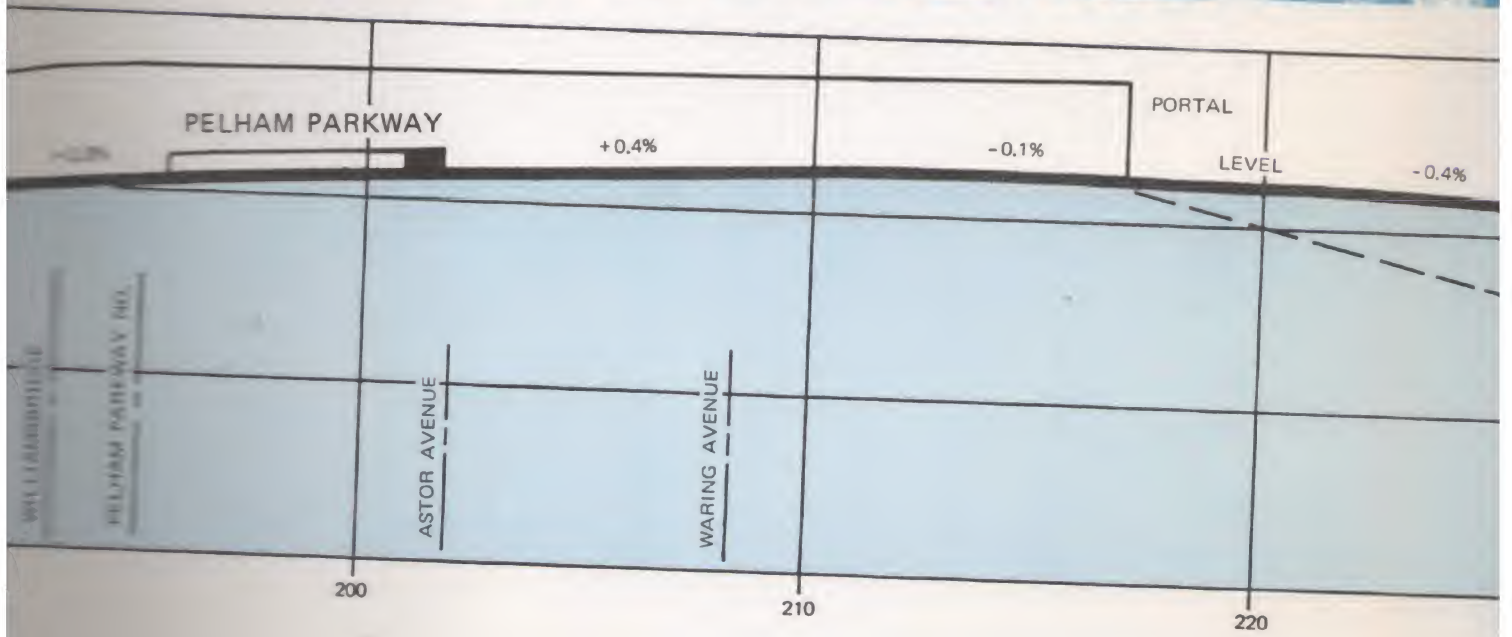 PORTAL
PELHAM PARKWAY
+0.4%
-0.1%
LEVEL
-0.4%
PELHAM PARKWAY NO.
ASTOR AVENUE
WARING AVENUE
200
210
220